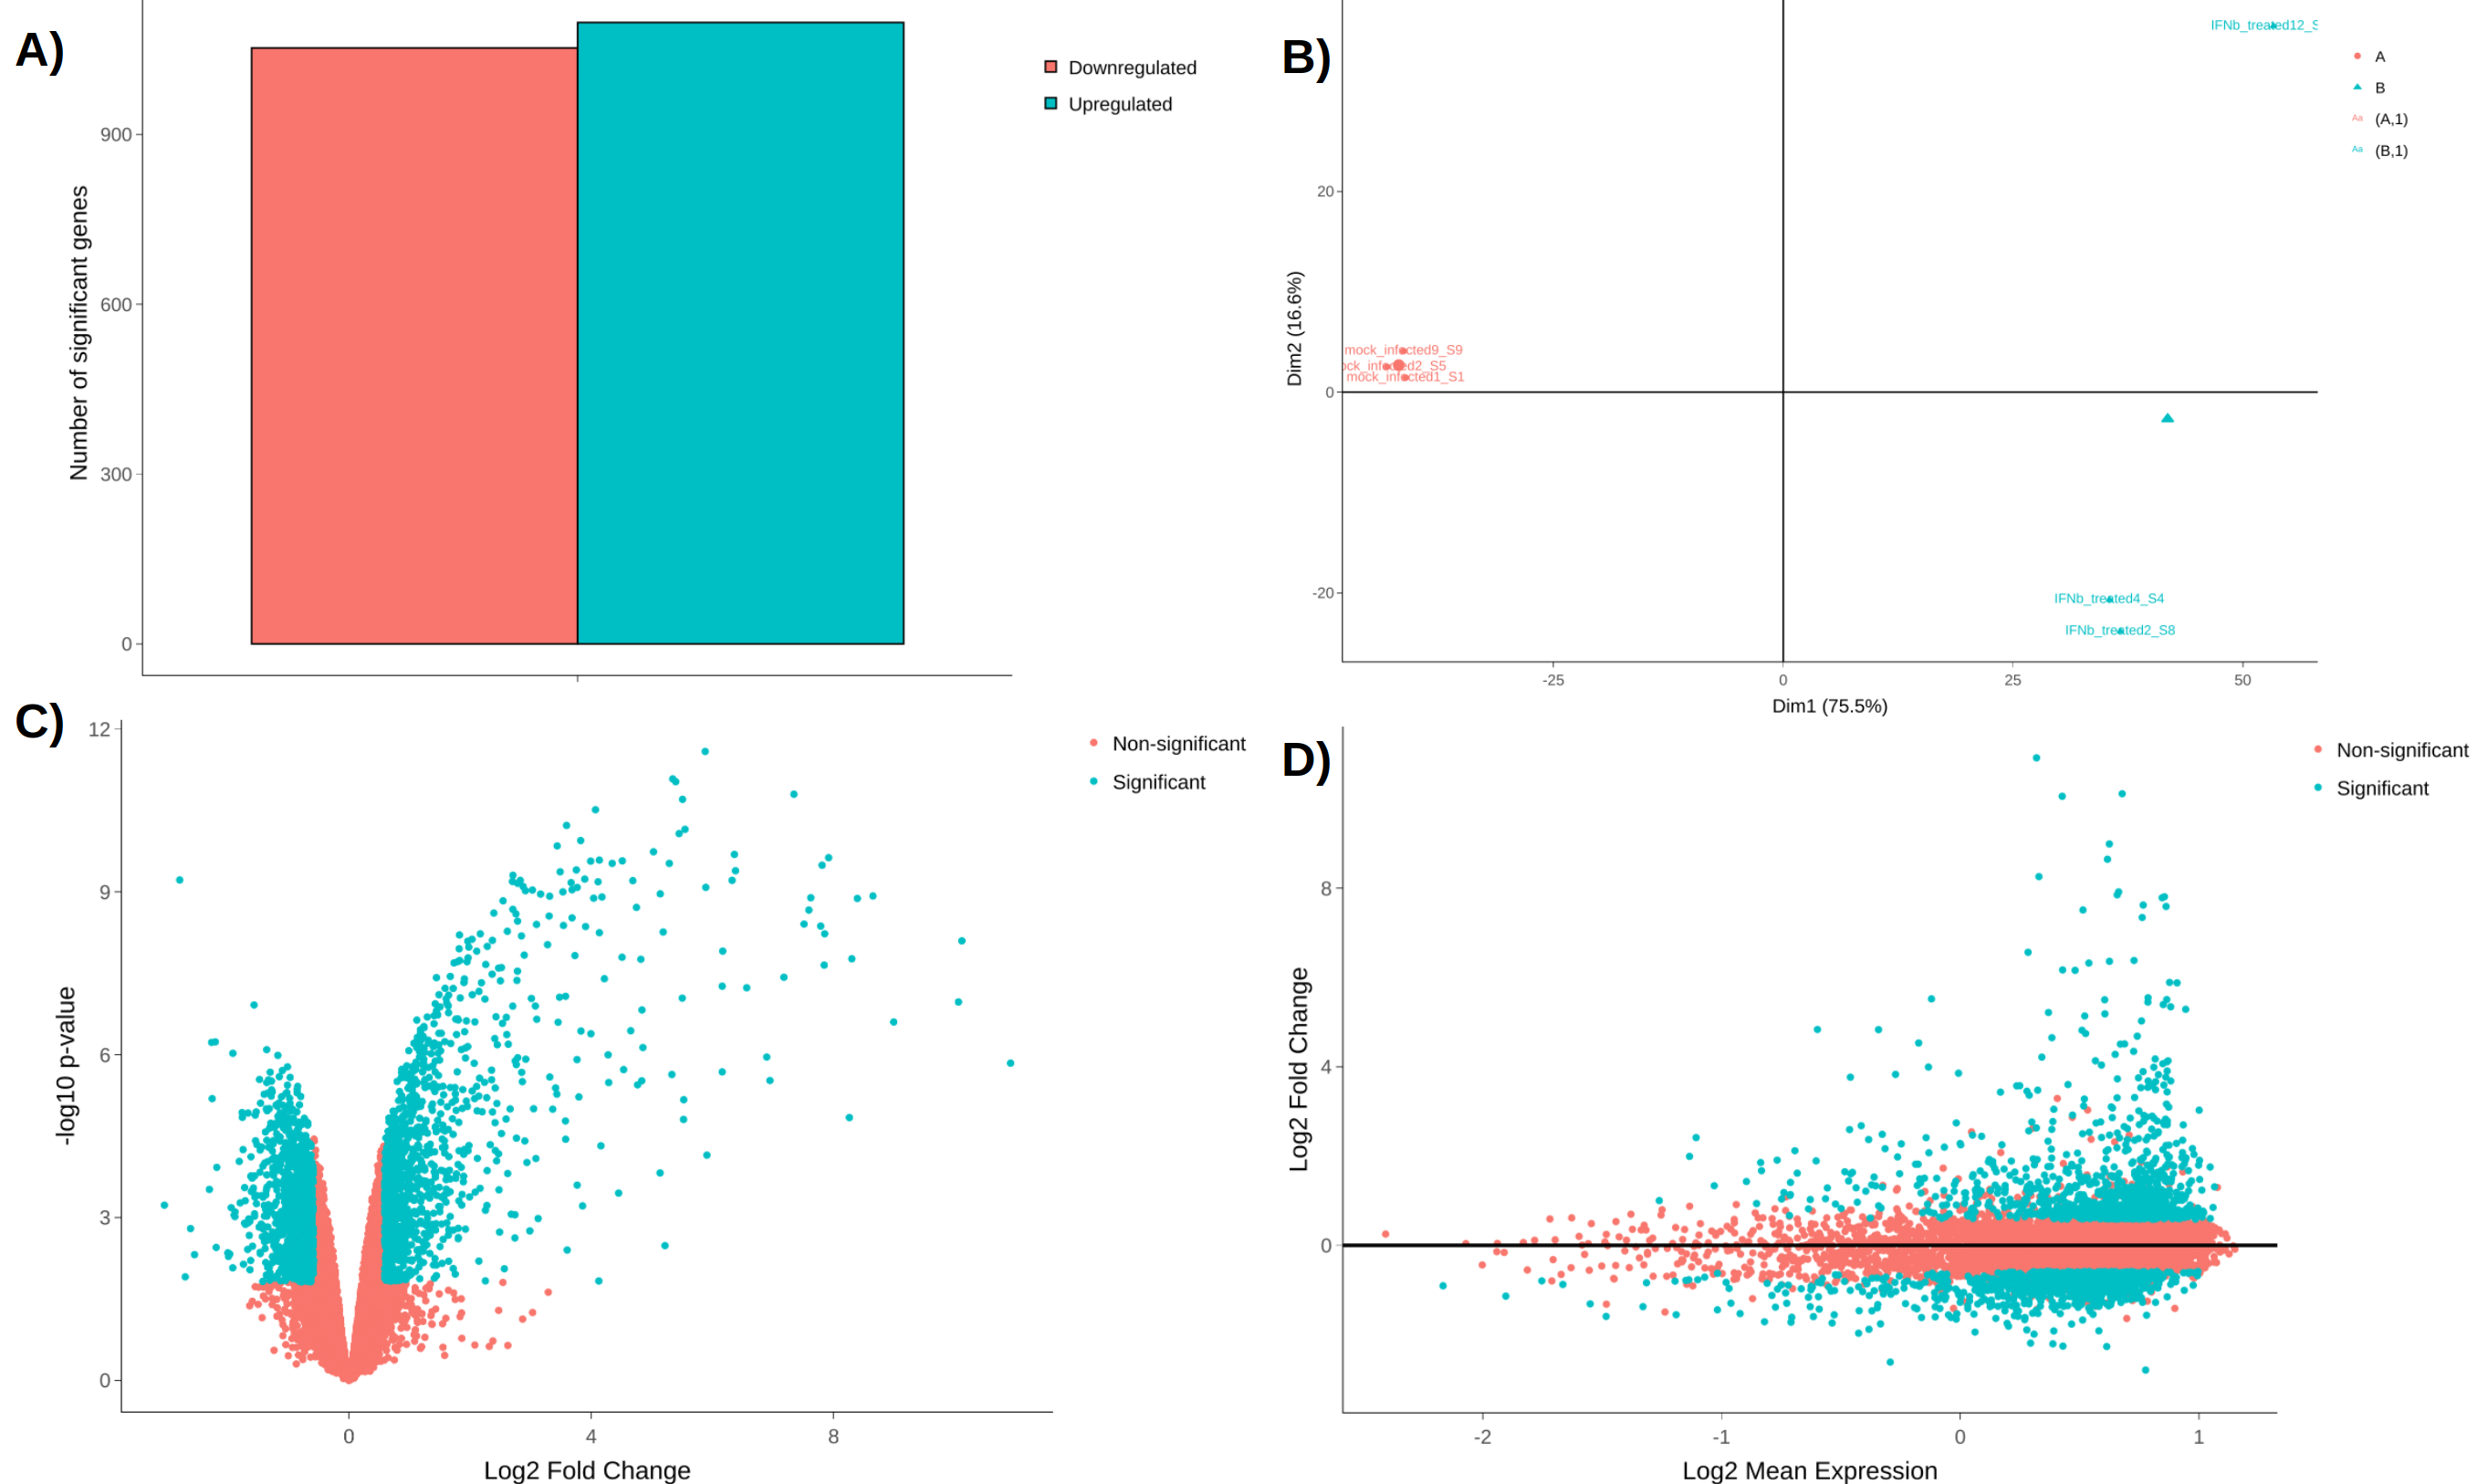 A)
Number of significant genes
900
600
300
0
Downregulated
Upregulated
B)
Dim2 (16.6%)
20
0
-20
IFNb_treated12_S
mock_infected9_S9
ock_infected2_S5
mock_infected1_S1
IFNb_treated4_S4
IFNb_treated2_S8
-25
0
25
50
Dim1 (75.5%)
A
B
Aa (A,1)
Aa (B,1)
C)
-log10 p-value
12
9
6
3
0
0
4
8
Log2 Fold Change
Non-significant
Significant
D)
Log2 Fold Change
8
4
0
-2
-1
0
1
Log2 Mean Expression
Non-significant
Significant